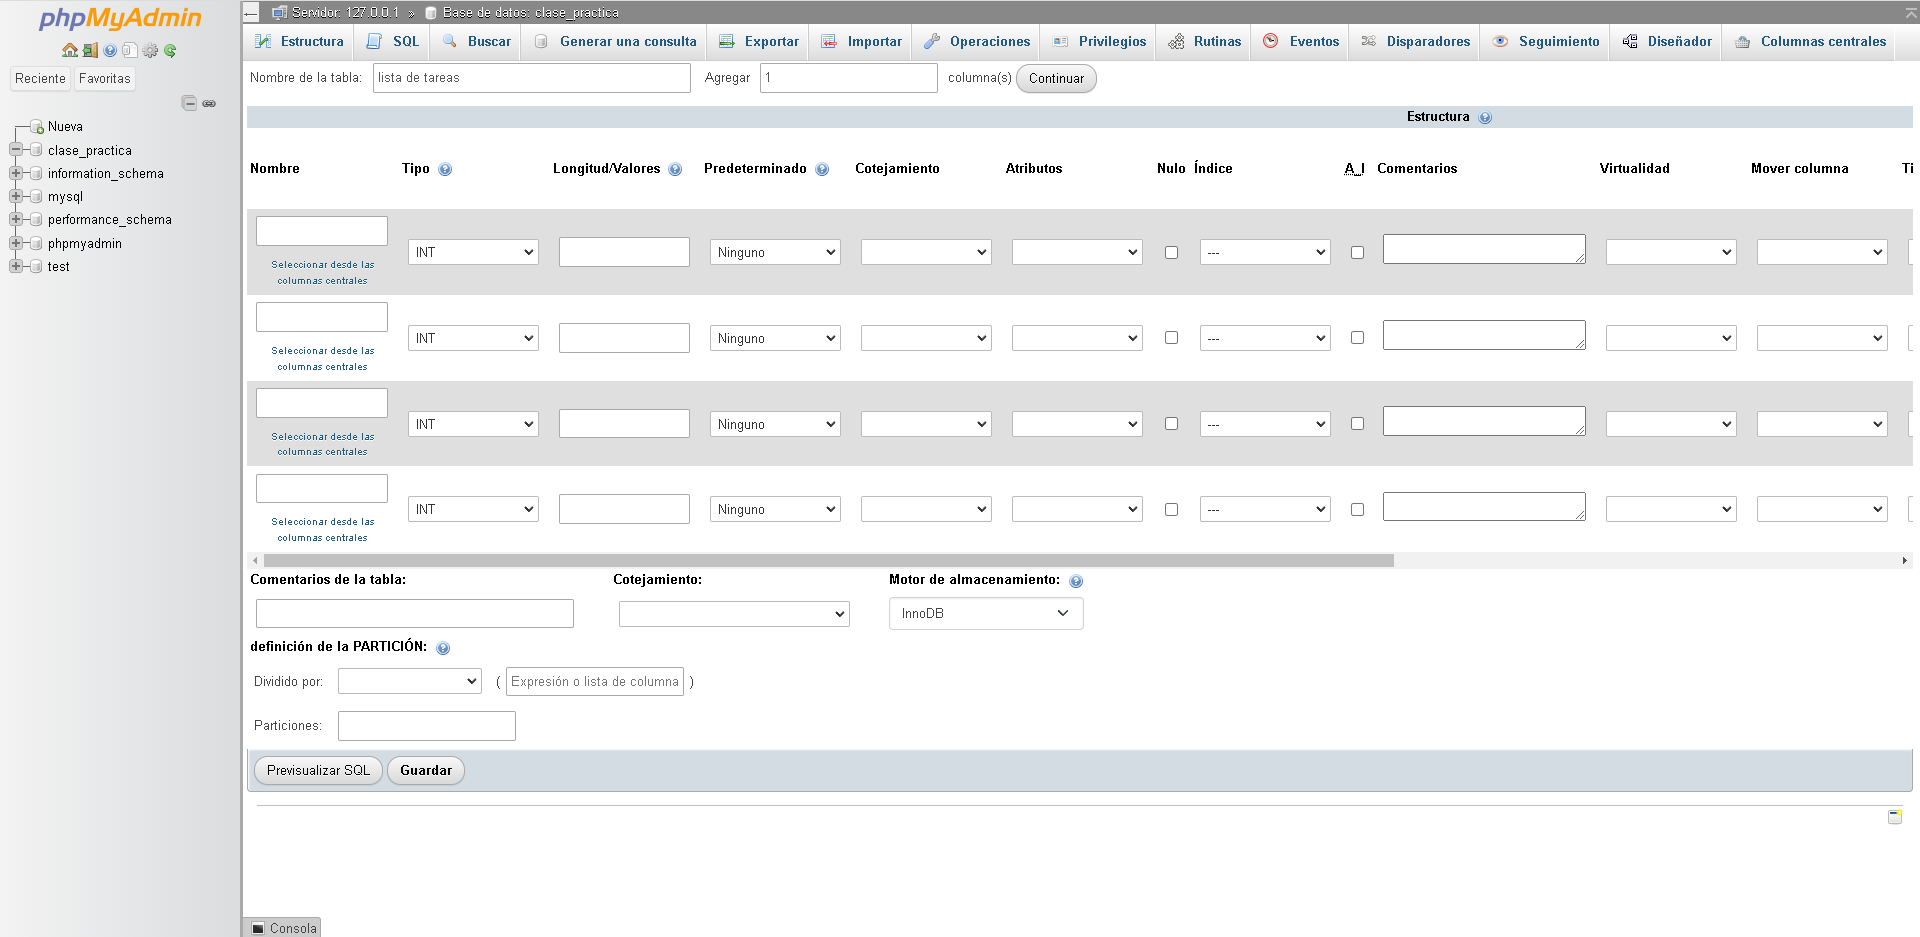 phpMyAdmin
Reciente Favoritas
Nueva
clase_practica
information_schema
mysql
performance_schema
phpmyadmin
test
Servidor: 127.0.0.1 » Base de datos: clase_practica
Estructura SQL Buscar Generar una consulta Exportar Importar Operaciones Privilegios Rutinas Eventos Disparadores Seguimiento Diseñador Columnas centrales
Nombre de la tabla: lista de tareas Agregar 1 columna(s) Continuar
Estructura
Nombre Tipo Longitud/Valores Predeterminado Cotejamiento Atributos Nulo Índice A_I Comentarios Virtualidad Mover columna Ti
INT Ninguno ---
Seleccionar desde las
columnas centrales
INT Ninguno ---
Seleccionar desde las
columnas centrales
INT Ninguno ---
Seleccionar desde las
columnas centrales
INT Ninguno ---
Seleccionar desde las
columnas centrales
Comentarios de la tabla: Cotejamiento: Motor de almacenamiento:
InnoDB
definición de la PARTICIÓN:
Dividido por: ( Expresión o lista de columna )
Particiones:
Previsualizar SQL Guardar
Consola